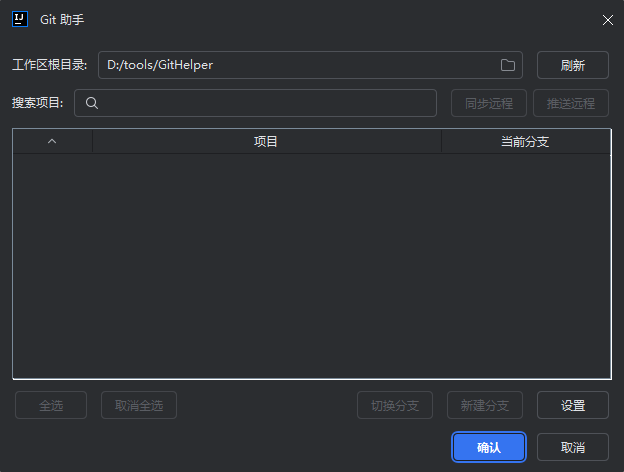 Git 助手
工作区根目录: D:/tools/GitHelper 刷新
搜索项目: 同步远程 推送远程
项目 当前分支
全选 取消全选 切换分支 新建分支 设置
确认 取消